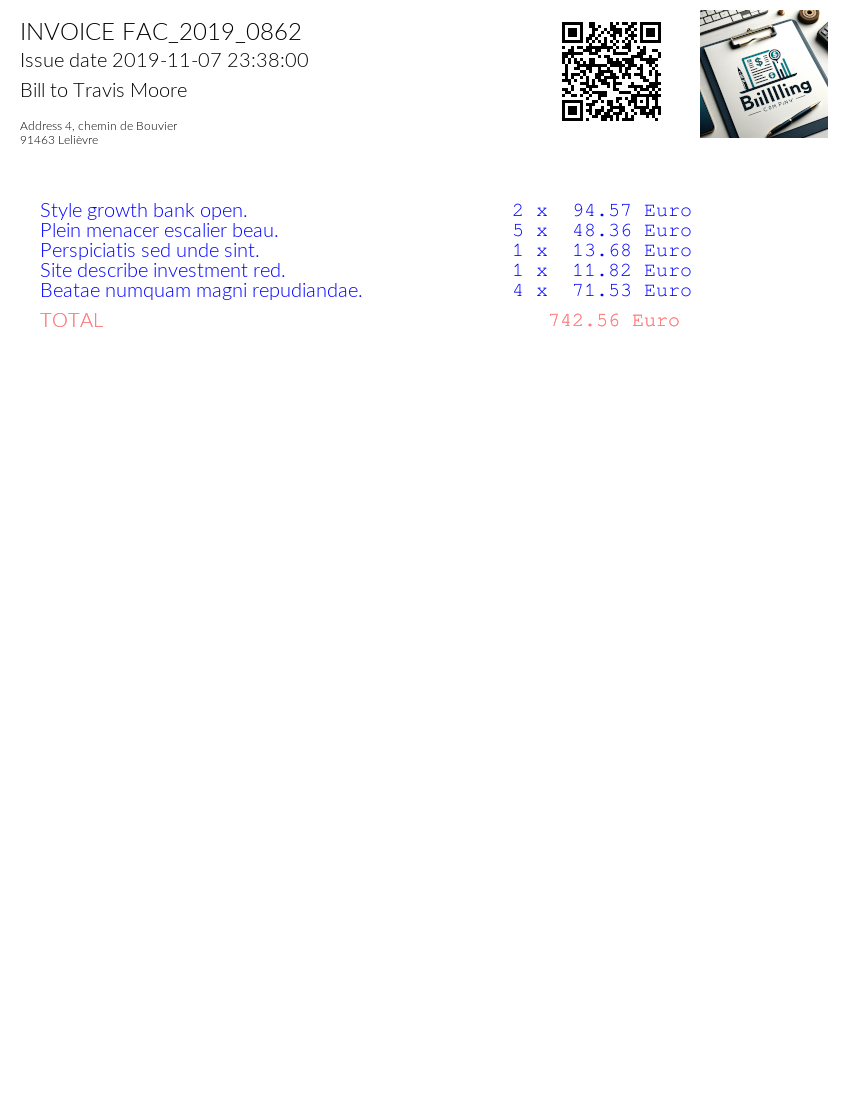 INVOICE FAC_2019_0862
Issue date 2019-11-07 23:38:00
Bill to Travis Moore
Address 4, chemin de Bouvier
91463 Lelièvre
Biillling
COMPANY
Style growth bank open. 2 x 94.57 Euro
Plein menacer escalier beau. 5 x 48.36 Euro
Perspiciatis sed unde sint. 1 x 13.68 Euro
Site describe investment red. 1 x 11.82 Euro
Beatae numquam magni repudiandae. 4 x 71.53 Euro
TOTAL 742.56 Euro